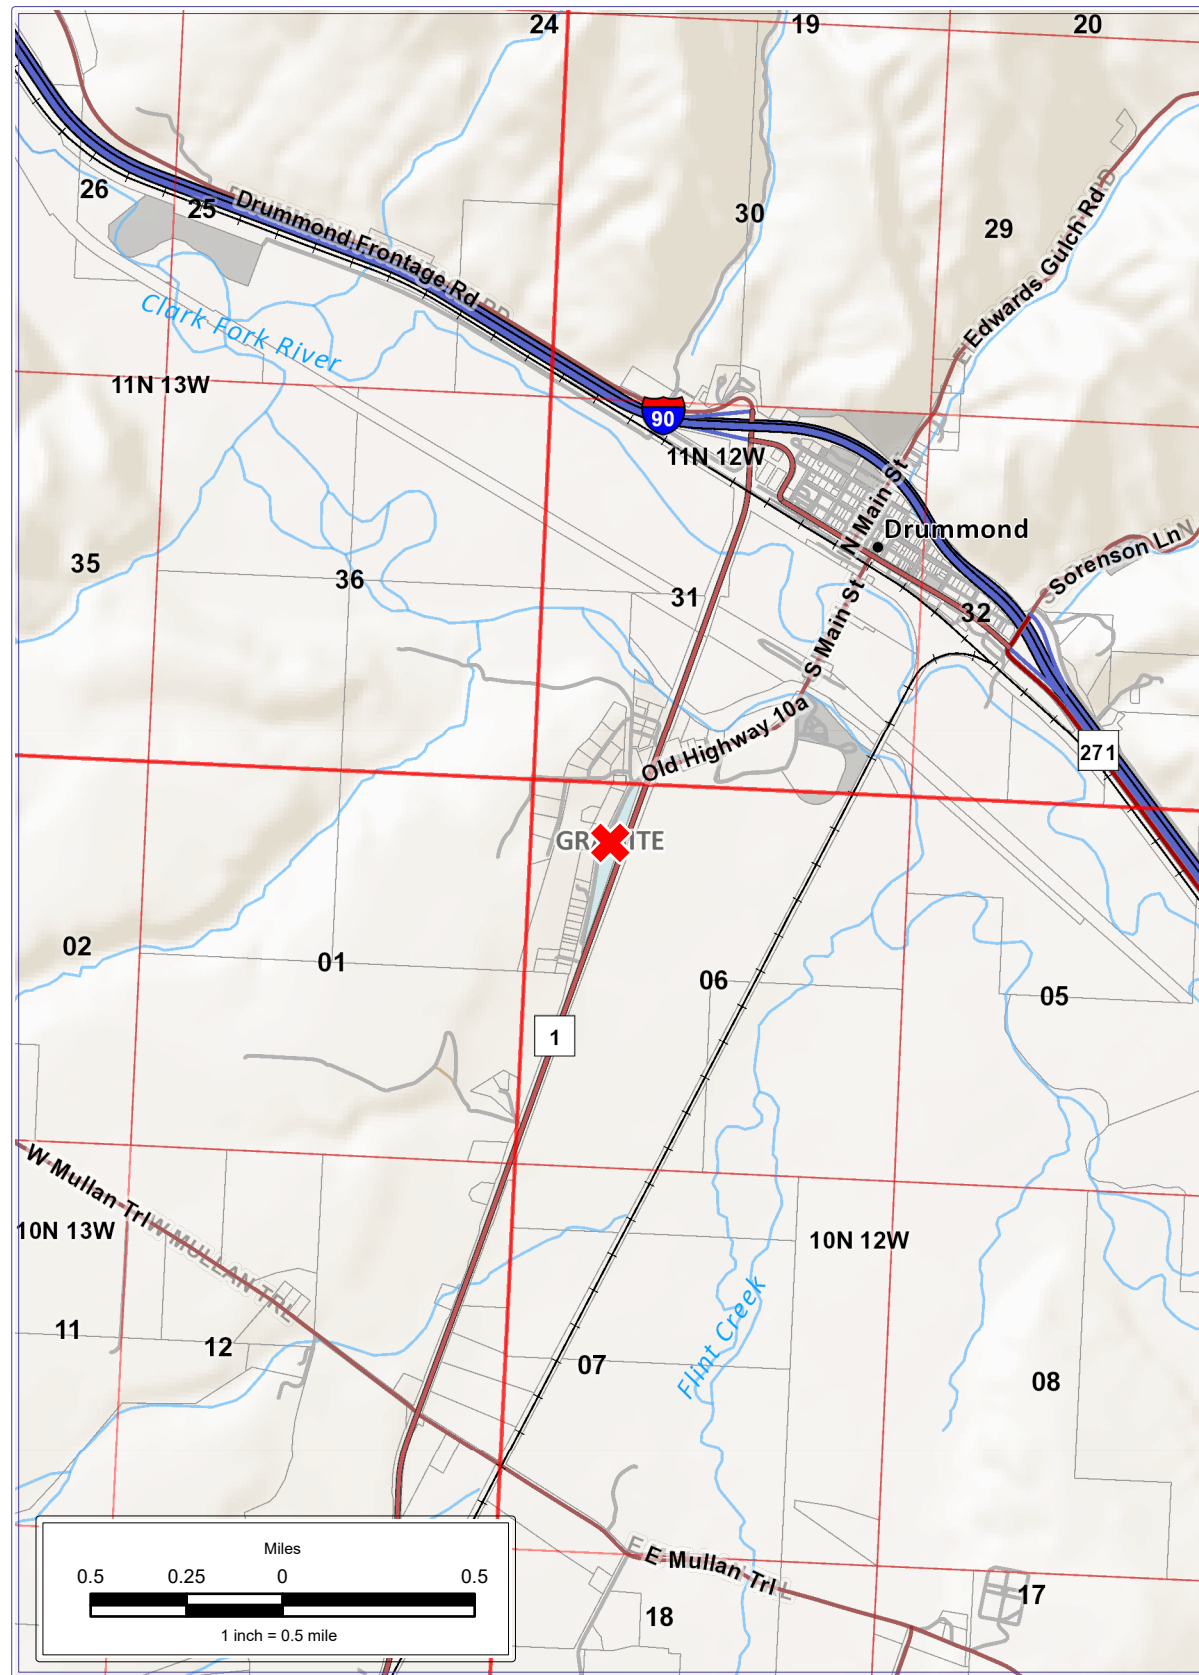 24
19
20
26
25
Drummond Frontage Rd
RD
30
29
Edwards Gulch Rd
Clark Fork River
11N 13W
90
11N 12W
N Main St
Drummond
Sorenson Ln
35
36
31
32
S Main St
Old Highway 10a
271
02
01
06
05
1
W Mullan Trl
W MULLAN TRL
10N 13W
10N 12W
11
12
Flint Creek
07
08
E Mullan Trl
17
18
Miles
0.5 0.25 0 0.5
1 inch = 0.5 mile